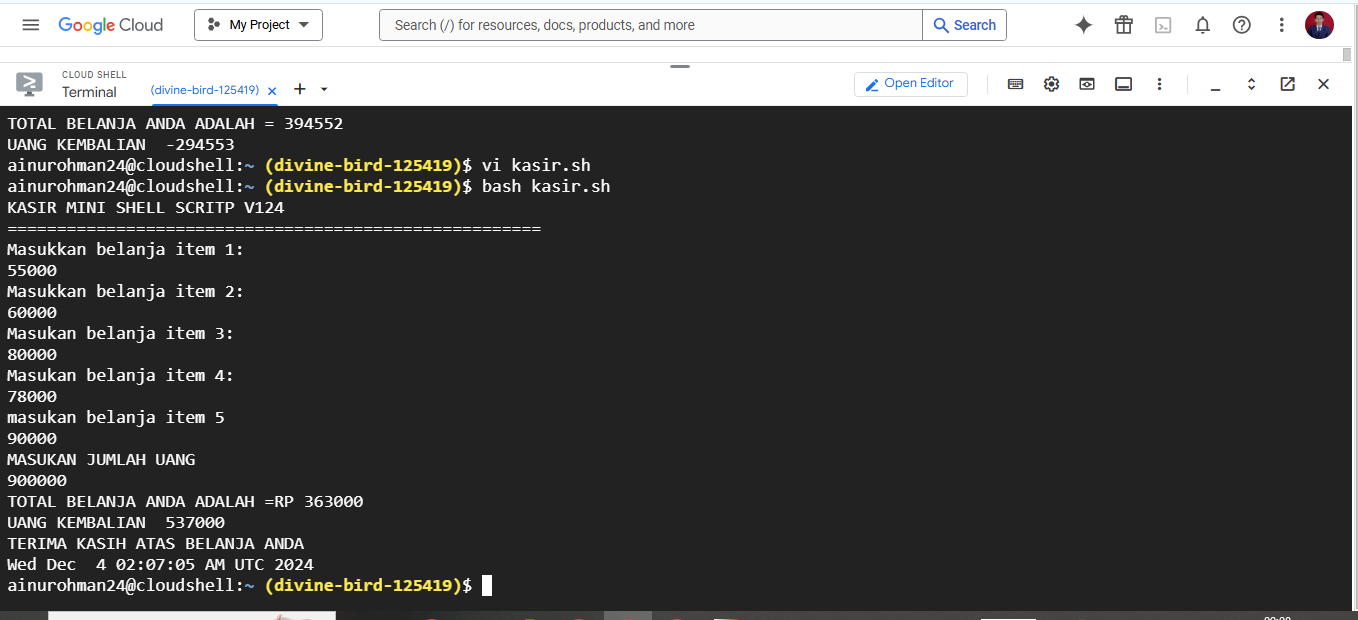 Google Cloud
My Project
Search (/) for resources, docs, products, and more
Search
CLOUD SHELL
Terminal
(divine-bird-125419)
Open Editor
TOTAL BELANJA ANDA ADALAH = 394552
UANG KEMBALIAN  -294553
ainurohman24@cloudshell:~ (divine-bird-125419)$ vi kasir.sh
ainurohman24@cloudshell:~ (divine-bird-125419)$ bash kasir.sh
KASIR MINI SHELL SCRITP V124
======================================================
Masukkan belanja item 1:
55000
Masukkan belanja item 2:
60000
Masukan belanja item 3:
80000
Masukan belanja item 4:
78000
masukan belanja item 5
90000
MASUKAN JUMLAH UANG
900000
TOTAL BELANJA ANDA ADALAH =RP 363000
UANG KEMBALIAN  537000
TERIMA KASIH ATAS BELANJA ANDA
Wed Dec  4 02:07:05 AM UTC 2024
ainurohman24@cloudshell:~ (divine-bird-125419)$